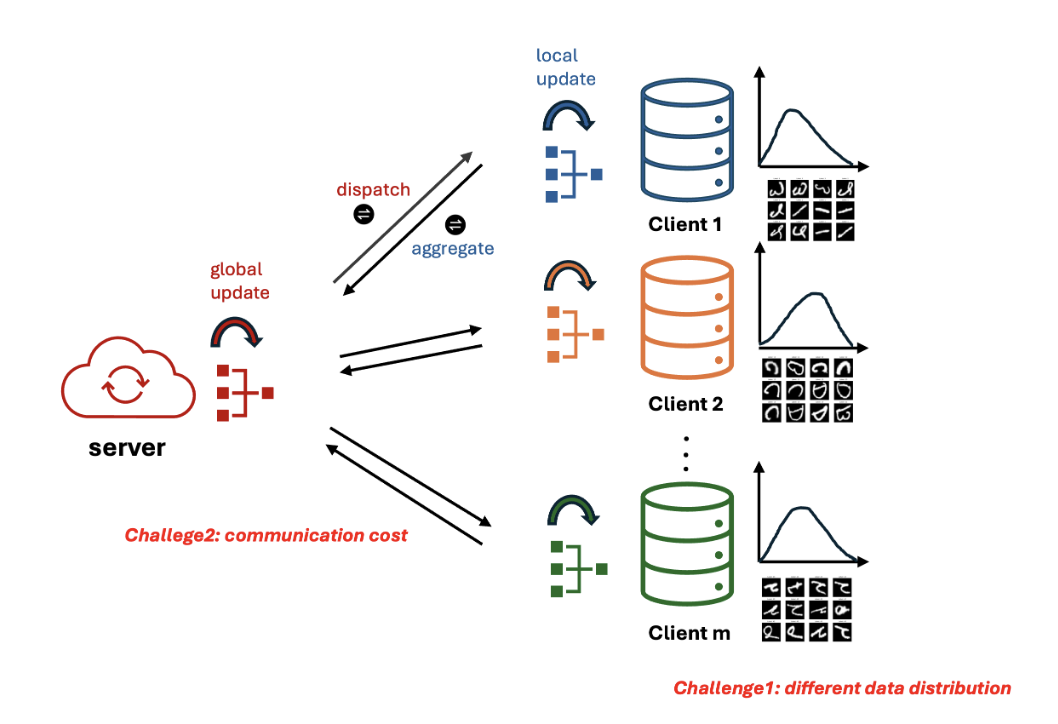 local
update
dispatch
aggregate
Client 1
global
update
server
Client 2
Challege2: communication cost
Client m
Challenge1: different data distribution